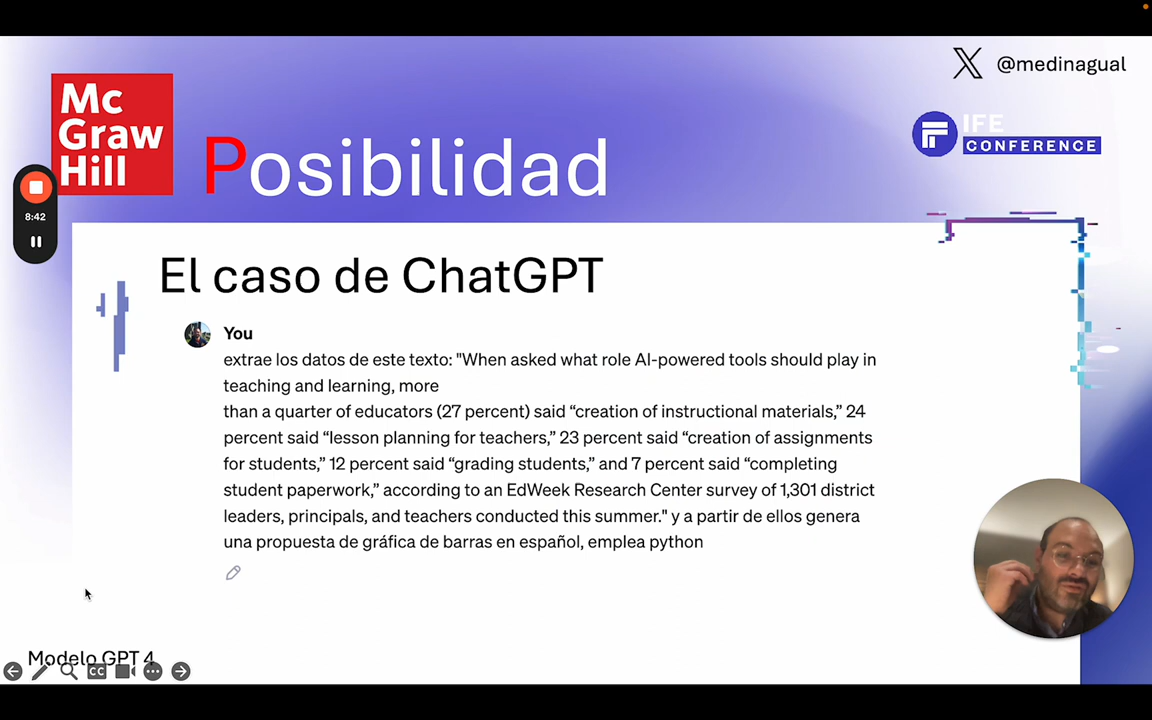 @medinagual
Mc
Graw
Hill
IFE
CONFERENCE
Posibilidad
8:42
El caso de ChatGPT
You
extrae los datos de este texto: "When asked what role AI-powered tools should play in
teaching and learning, more
than a quarter of educators (27 percent) said “creation of instructional materials,” 24
percent said “lesson planning for teachers,” 23 percent said “creation of assignments
for students,” 12 percent said “grading students,” and 7 percent said “completing
student paperwork,” according to an EdWeek Research Center survey of 1,301 district
leaders, principals, and teachers conducted this summer." y a partir de ellos genera
una propuesta de gráfica de barras en español, emplea python
Modelo GPT 4
CC